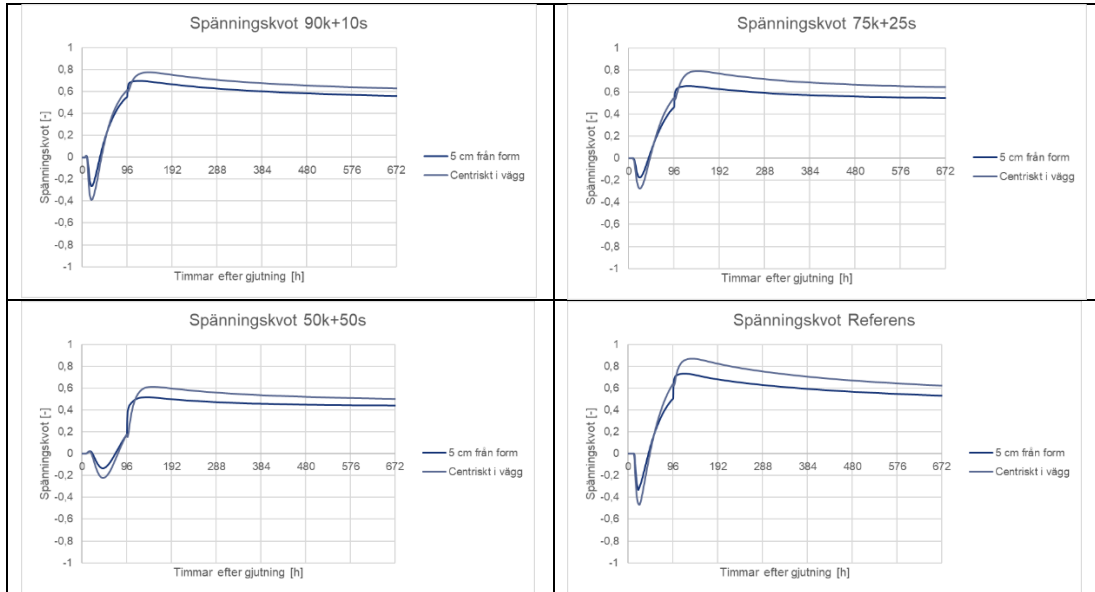 Spänningskvot 90k+10s
Spänningskvot [-]
1
0,8
0,6
0,4
0,2
0
-0,2
-0,4
-0,6
-0,8
-1
0 96 192 288 384 480 576 672
Timmar efter gjutning [h]
5 cm från form
Centriskt i vägg
Spänningskvot 75k+25s
Spänningskvot [-]
1
0,8
0,6
0,4
0,2
0
-0,2
-0,4
-0,6
-0,8
-1
0 96 192 288 384 480 576 672
Timmar efter gjutning [h]
5 cm från form
Centriskt i vägg
Spänningskvot 50k+50s
Spänningskvot [-]
1
0,8
0,6
0,4
0,2
0
-0,2
-0,4
-0,6
-0,8
-1
0 96 192 288 384 480 576 672
Timmar efter gjutning [h]
5 cm från form
Centriskt i vägg
Spänningskvot Referens
Spänningskvot [-]
1
0,8
0,6
0,4
0,2
0
-0,2
-0,4
-0,6
-0,8
-1
0 96 192 288 384 480 576 672
Timmar efter gjutning [h]
5 cm från form
Centriskt i vägg